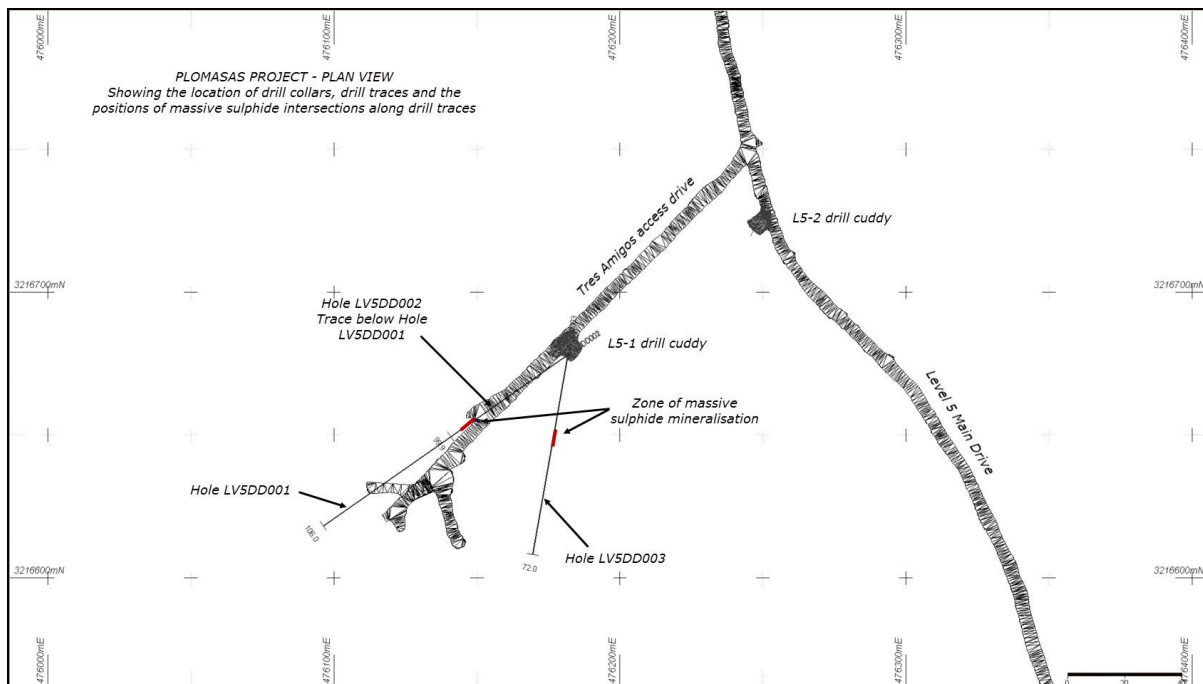 476000mE
476100mE
476200mE
476300mE
476400mE
PLOMASAS PROJECT - PLAN VIEW
Showing the location of drill collars, drill traces and the
positions of massive sulphide intersections along drill traces
Tres Amigos access drive
L5-2 drill cuddy
3216700mN
3216700mN
Hole LV5DD002
Trace below Hole
LV5DD001
L5-1 drill cuddy
Zone of massive
sulphide mineralisation
Level 5 Main Drive
Hole LV5DD001
106.0
Hole LV5DD003
72.0
3216600mN
3216600mN
476000mE
476100mE
476200mE
476300mE
476400mE